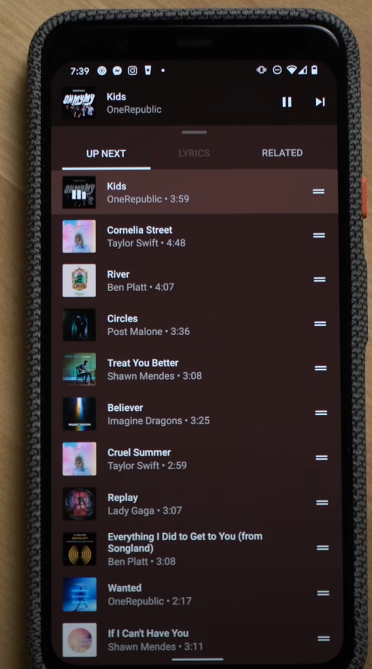 7:39
Kids
OneRepublic
UP NEXT
LYRICS
RELATED
Kids
OneRepublic • 3:59
Cornelia Street
Taylor Swift • 4:48
River
Ben Platt • 4:07
Circles
Post Malone • 3:36
Treat You Better
Shawn Mendes • 3:08
Believer
Imagine Dragons • 3:25
Cruel Summer
Taylor Swift • 2:59
Replay
Lady Gaga • 3:07
Everything I Did to Get to You (from
Songland)
Ben Platt • 3:08
Wanted
OneRepublic • 2:17
If I Can't Have You
Shawn Mendes • 3:11